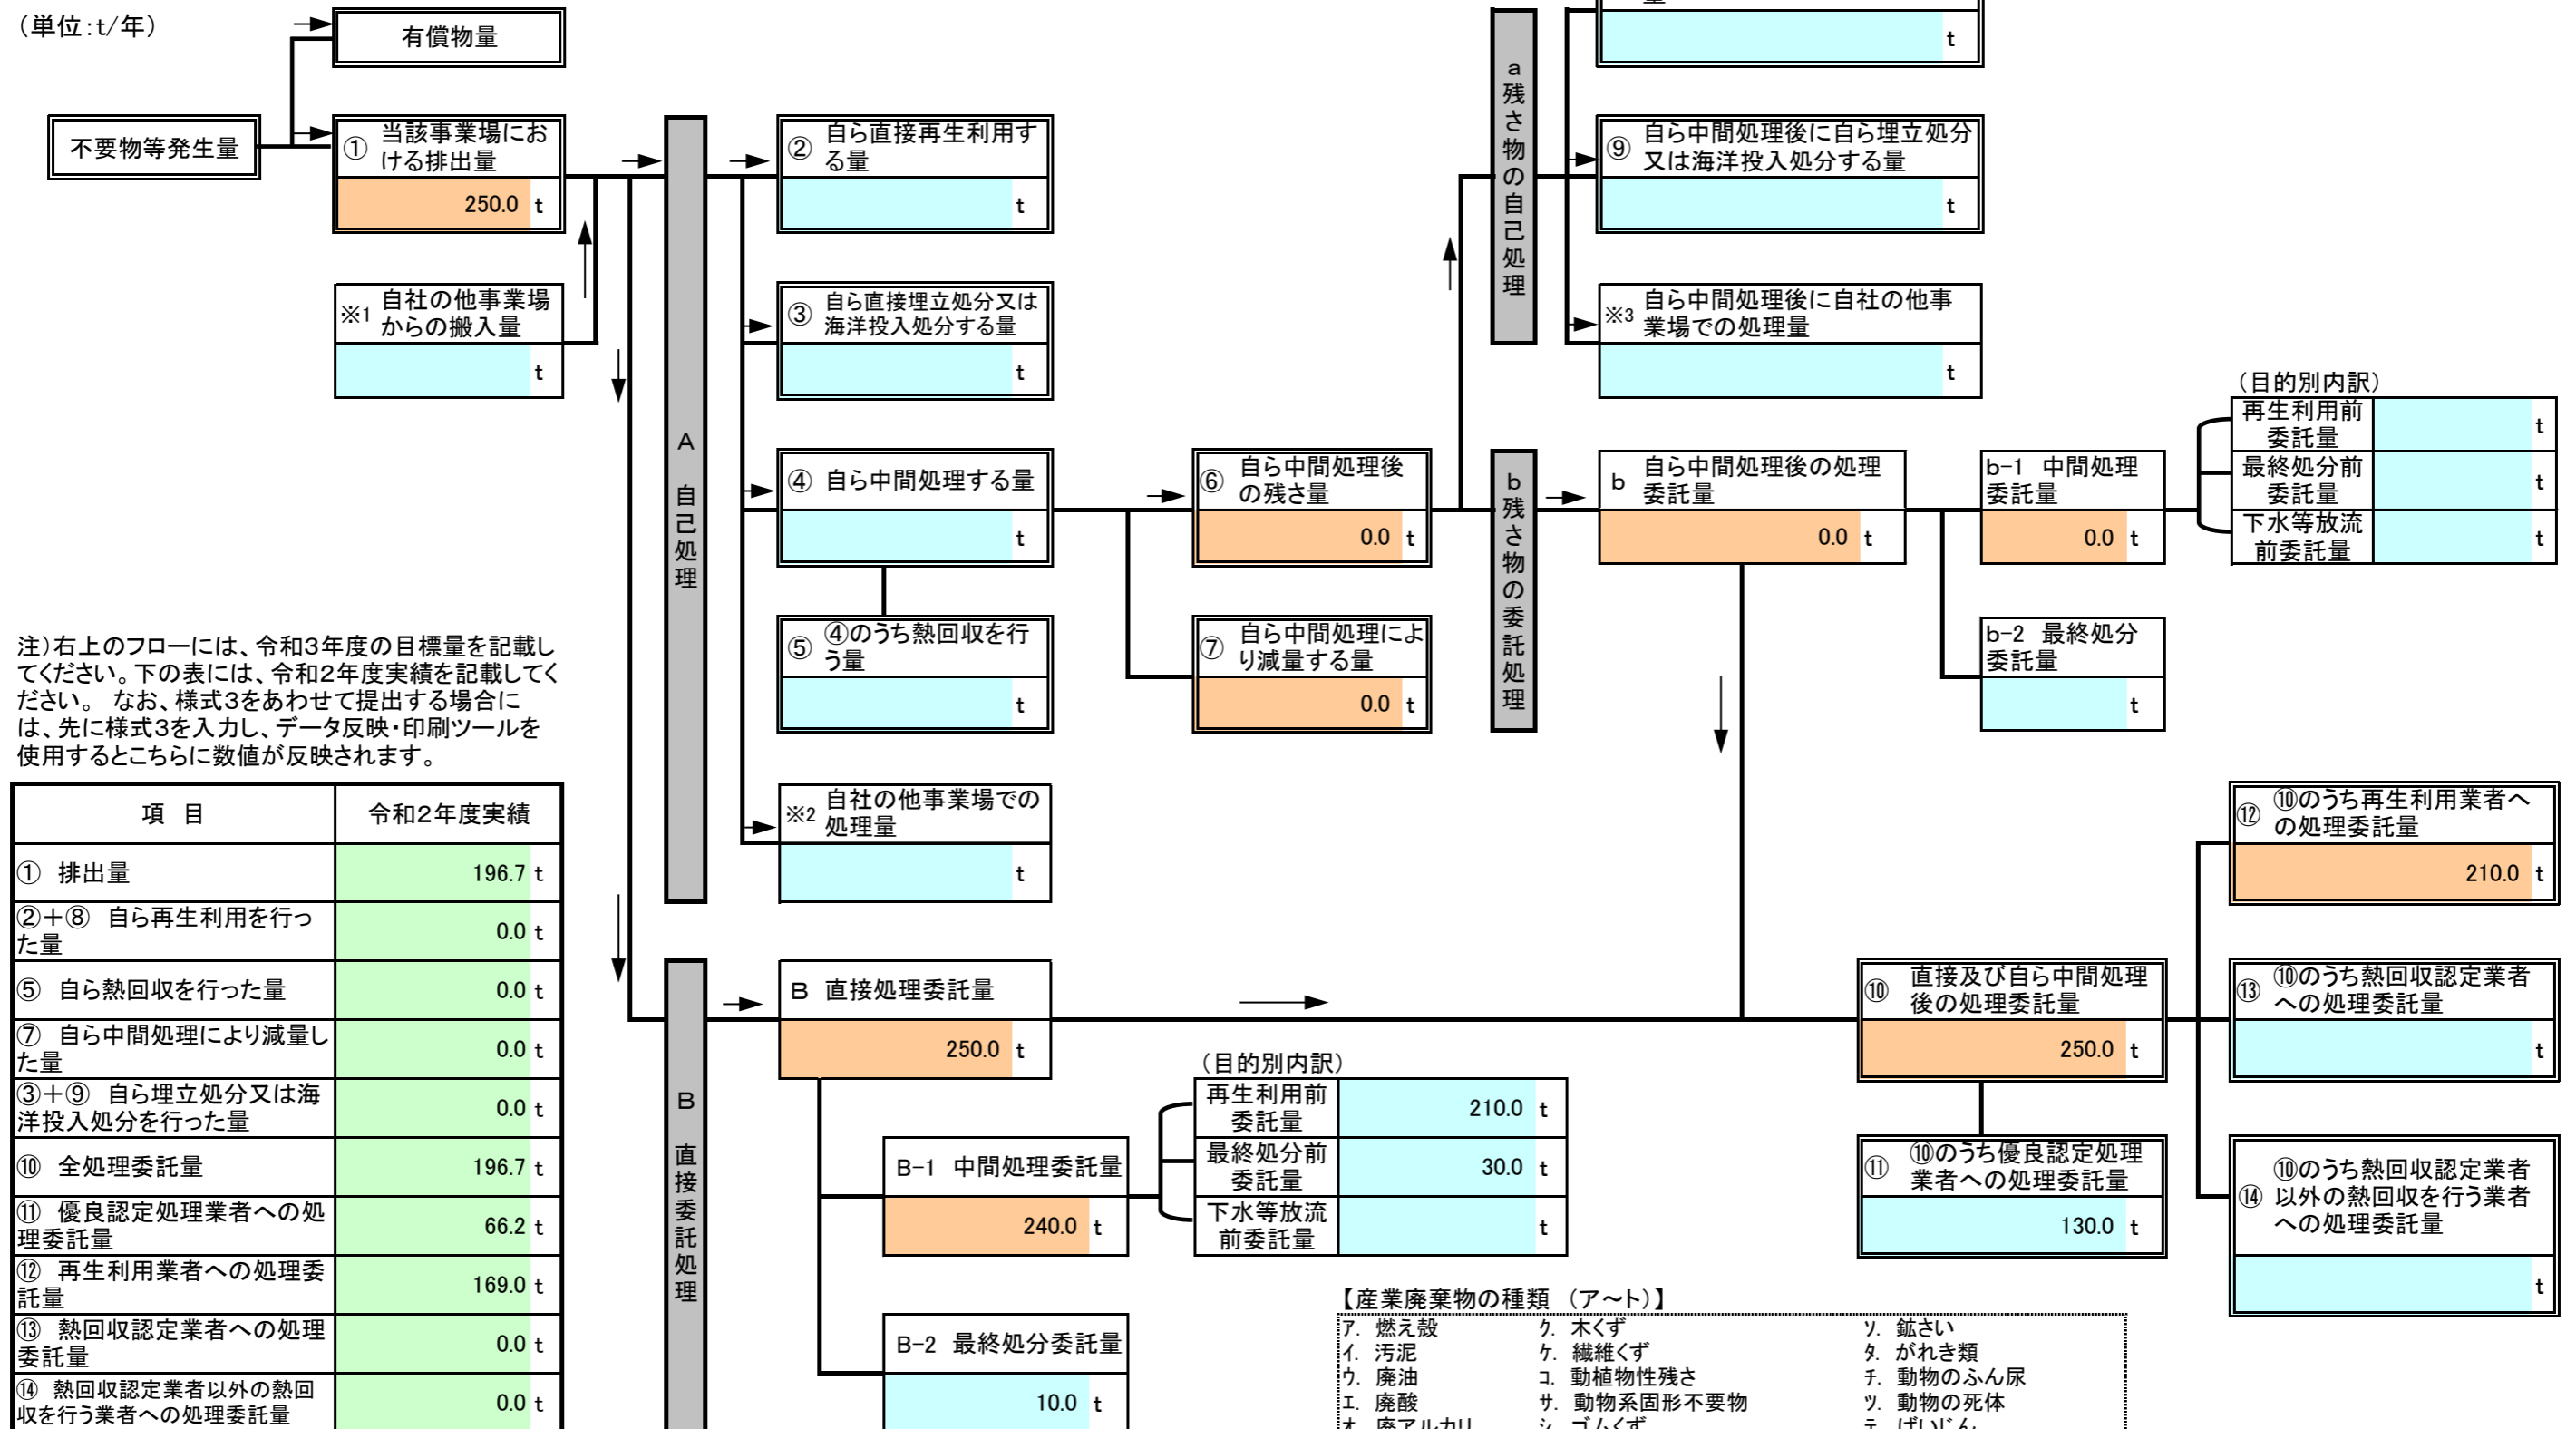 (単位:t/年)
有償物量
量
t
不要物等発生量
① 当該事業場にお
ける排出量
250.0 t
※1 自社の他事業場
からの搬入量
t
A 自己処理
② 自ら直接再生利用す
る量
t
③ 自ら直接埋立処分又は
海洋投入処分する量
t
④ 自ら中間処理する量
t
⑤ ④のうち熱回収を行
う量
t
※2 自社の他事業場での
処理量
t
⑥ 自ら中間処理後
の残さ量
0.0 t
⑦ 自ら中間処理によ
り減量する量
0.0 t
a 残さ物の自己処理
⑨ 自ら中間処理後に自ら埋立処分
又は海洋投入処分する量
t
※3 自ら中間処理後に自社の他事
業場での処理量
t
b 残さ物の委託処理
b 自ら中間処理後の処理
委託量
0.0 t
b-1 中間処理
委託量
0.0 t
(目的別内訳)
再生利用前
委託量
t
最終処分前
委託量
t
下水等放流
前委託量
t
b-2 最終処分
委託量
t
注)右上のフローには、令和3年度の目標量を記載し
てください。下の表には、令和2年度実績を記載してく
ださい。 なお、様式3をあわせて提出する場合に
は、先に様式3を入力し、データ反映・印刷ツールを
使用するとこちらに数値が反映されます。
項 目 令和2年度実績
① 排出量 196.7 t
②+⑧ 自ら再生利用を行っ
た量
0.0 t
⑤ 自ら熱回収を行った量 0.0 t
⑦ 自ら中間処理により減量し
た量
0.0 t
③+⑨ 自ら埋立処分又は海
洋投入処分を行った量
0.0 t
⑩ 全処理委託量 196.7 t
⑪ 優良認定処理業者への処
理委託量
66.2 t
⑫ 再生利用業者への処理委
託量
169.0 t
⑬ 熱回収認定業者への処理
委託量
0.0 t
⑭ 熱回収認定業者以外の熱回
収を行う業者への処理委託量
0.0 t
B 直接委託処理
B 直接処理委託量
250.0 t
B-1 中間処理委託量
240.0 t
(目的別内訳)
再生利用前
委託量
210.0 t
最終処分前
委託量
30.0 t
下水等放流
前委託量
t
B-2 最終処分委託量
10.0 t
⑩ 直接及び自ら中間処理
後の処理委託量
250.0 t
⑪ ⑩のうち優良認定処理
業者への処理委託量
130.0 t
⑫ ⑩のうち再生利用業者へ
の処理委託量
210.0 t
⑬ ⑩のうち熱回収認定業者
への処理委託量
t
⑭ ⑩のうち熱回収認定業者
以外の熱回収を行う業者
への処理委託量
t
【産業廃棄物の種類 (ア~ト)】
ア. 燃え殻 ク. 木くず ソ. 鉱さい
イ. 汚泥 ケ. 繊維くず タ. がれき類
ウ. 廃油 コ. 動植物性残さ チ. 動物のふん尿
エ. 廃酸 サ. 動物系固形不要物 ツ. 動物の死体
オ. 廃アルカリ シ. ゴムくず テ. ばいじん